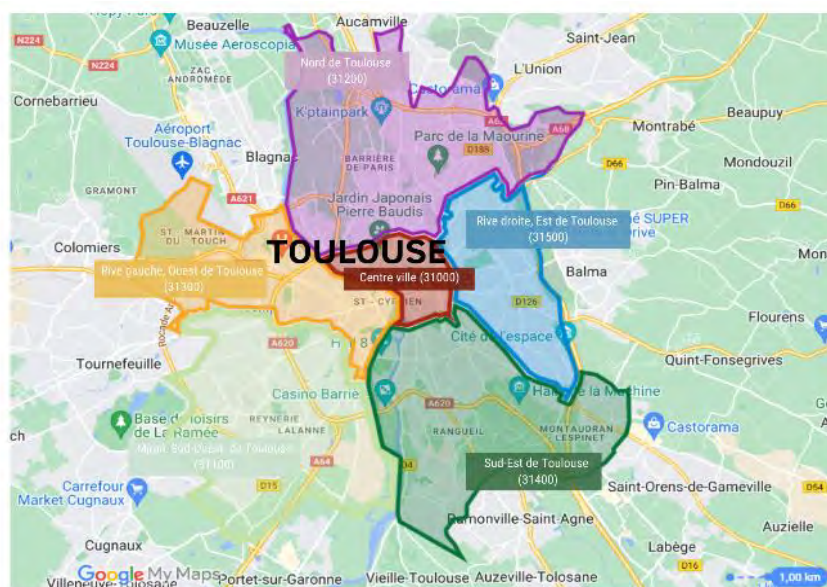 Beauzelle
Aucamville
N224
Musée Aeroscopia
Saint-Jean
N224
ZAC
ANDROMÈDE
Nord de Toulouse
(31200)
L'Union
Castorama
Cornebarrieu
K'ptainpark
Beaupuy
Aéroport
Toulouse-Blagnac
Parc de la Maourine
A68
Montrabé
Blagnac
BARRIÈRE
DE PARIS
D188
D66
Mondouzil
GRAMONT
A621
Pin-Balma
Jardin Japonais
Pierre Baudis
D66
ST. MARTIN
DU TOUCH
Rive droite, Est de Toulouse
(31500)
SUPER
Colomiers
TOULOUSE
Balma
Rive gauche, Ouest de Toulouse
(31300)
Centre ville (31000)
ST-CYPRIEN
D126
Flourens
Cité de l'espace
A620
Tournefeuille
Quint-Fonsegrives
Casino Barriè
Halle de la Machine
A620
Base de loisirs
de La Ramée
REYNERIE
LALANNE
RANGUEIL
MONTAUDRAN
LESPINET
Castorama
(31100)
A64
Sud-Est de Toulouse
(31400)
D4
D54
Carrefour
Market Cugnaux
D15
Saint-Orens-de-Gameville
Ramonville-Saint-Agne
Auzielle
Cugnaux
Labège
D16
Google My Maps
1,00 km
Villeneuve-Tolosane
Portet-sur-Garonne
Vieille-Toulouse
Auzeville-Tolosane